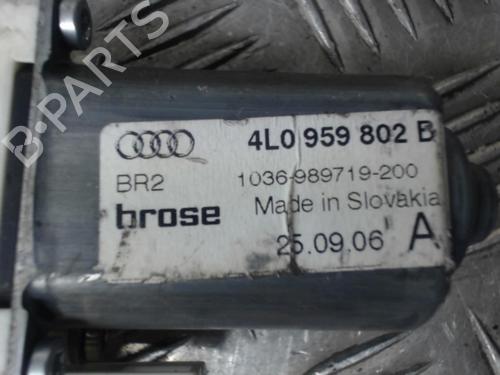 4L0 959 802 B
BR2 1036-989719-200
brose Made in Slovakia
25.09.06 A
B-PARTS